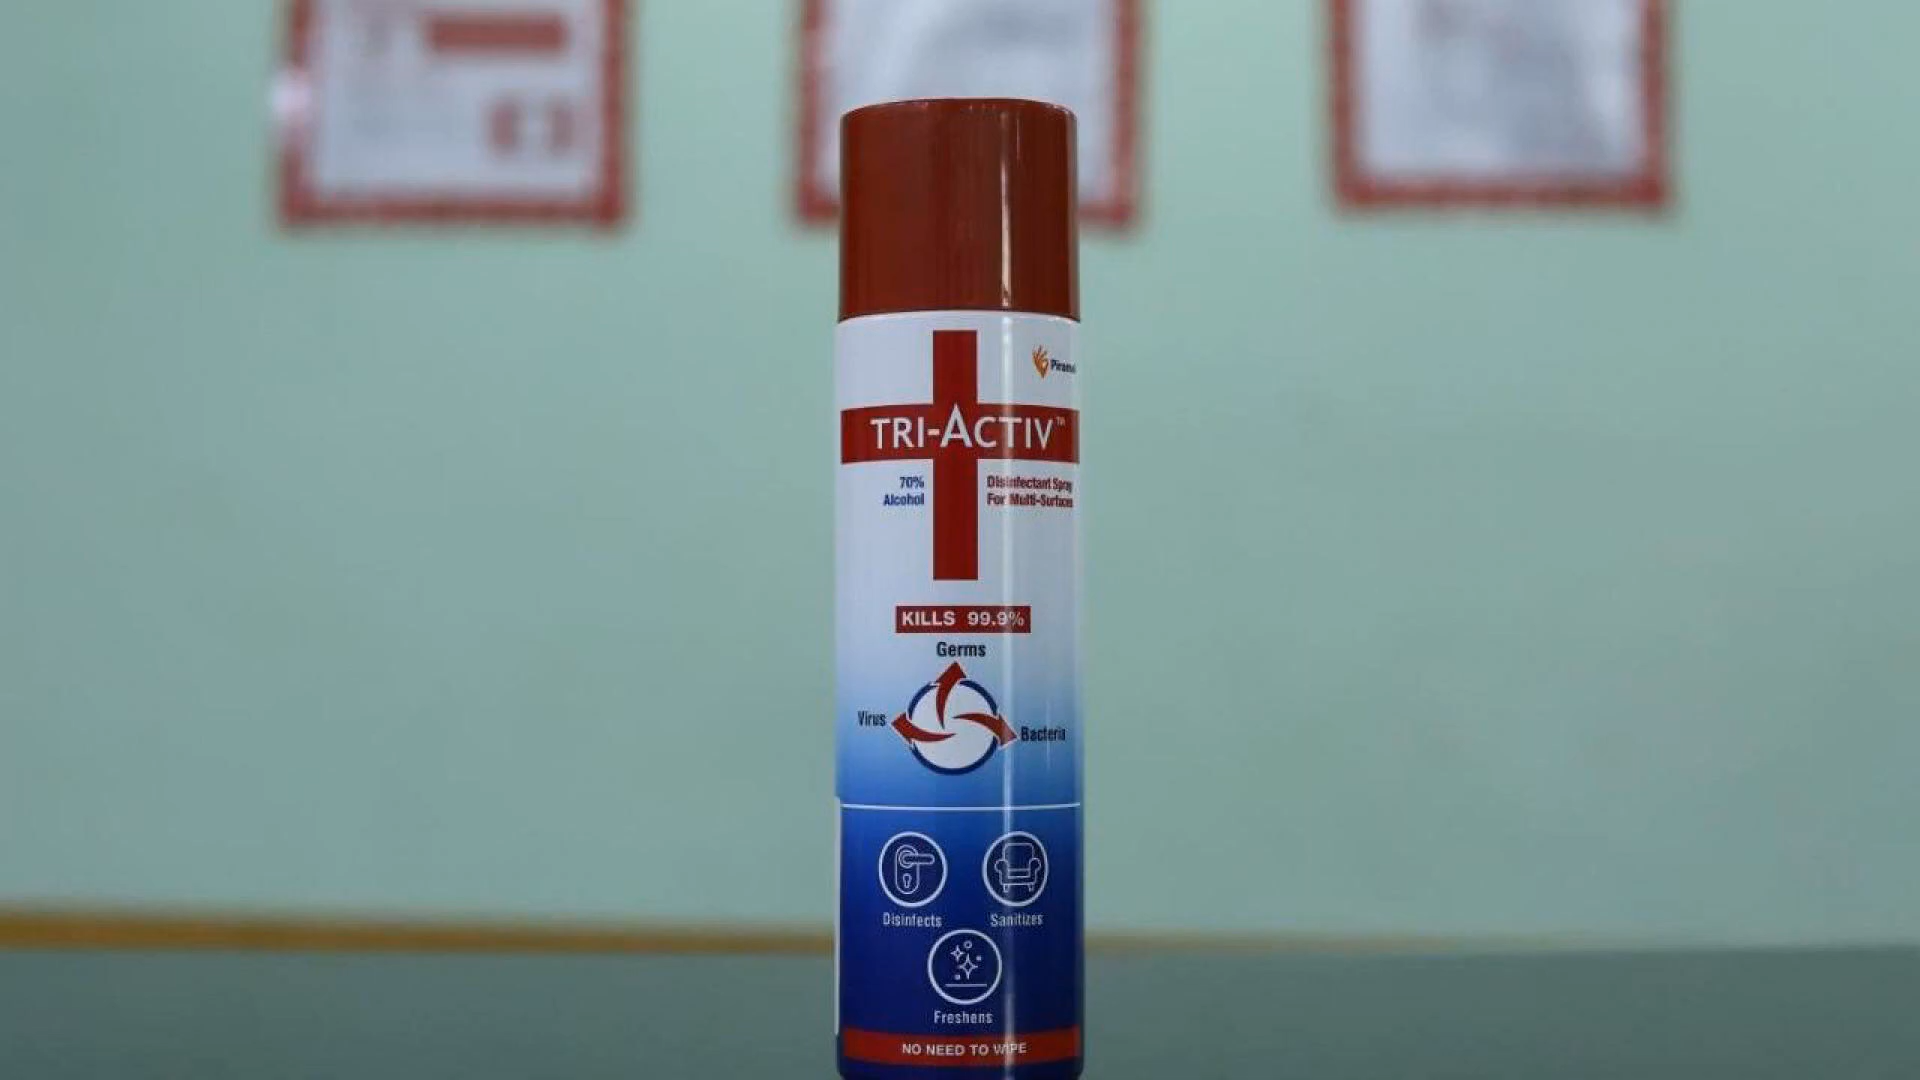 Piramal
TRI-ACTIV™
70%
Alcohol
Disinfectant Spray
For Multi-Surfaces
KILLS 99.9%
Germs
Virus
Bacteria
Disinfects
Sanitizes
Freshens
NO NEED TO WIPE